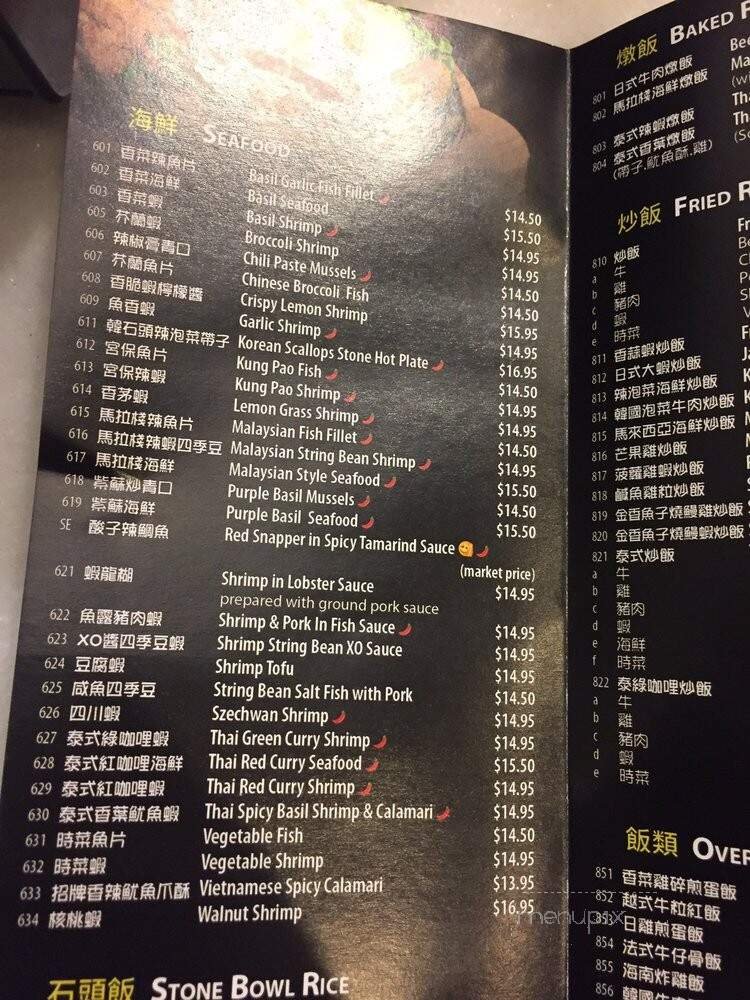 海鮮 SEAFOOD
601 香菜辣魚片 Basil Garlic Fish Fillet $14.50
602 香菜海鮮 Basil Seafood $15.50
603 香菜蝦 Basil Shrimp $14.95
605 芥蘭蝦 Broccoli Shrimp $14.95
606 辣椒膏青口 Chili Paste Mussels $14.50
607 芥蘭魚片 Chinese Broccoli Fish $14.50
608 香脆蝦檸檬醬 Crispy Lemon Shrimp $15.95
609 魚香蝦 Garlic Shrimp $14.95
611 韓石頭辣泡菜帶子 Korean Scallops Stone Hot Plate $16.95
612 宮保魚片 Kung Pao Fish $14.50
613 宮保辣蝦 Kung Pao Shrimp $14.95
614 香茅蝦 Lemon Grass Shrimp $14.95
615 馬拉棧辣魚片 Malaysian Fish Fillet $14.50
616 馬拉棧辣蝦四季豆 Malaysian String Bean Shrimp $14.95
617 馬拉棧海鮮 Malaysian Style Seafood $15.50
618 紫蘇炒青口 Purple Basil Mussels $14.50
619 紫蘇海鮮 Purple Basil Seafood $15.50
SE 酸子辣鯛魚 Red Snapper in Spicy Tamarind Sauce
(market price)
621 蝦龍糊 Shrimp in Lobster Sauce $14.95
prepared with ground pork sauce
622 魚露豬肉蝦 Shrimp & Pork In Fish Sauce $14.95
623 XO醬四季豆蝦 Shrimp String Bean XO Sauce $14.95
624 豆腐蝦 Shrimp Tofu $14.95
625 咸魚四季豆 String Bean Salt Fish with Pork $14.50
626 四川蝦 Szechwan Shrimp $14.95
627 泰式綠咖哩蝦 Thai Green Curry Shrimp $14.95
628 泰式紅咖哩海鮮 Thai Red Curry Seafood $15.50
629 泰式紅咖哩蝦 Thai Red Curry Shrimp $14.95
630 泰式香葉魷魚蝦 Thai Spicy Basil Shrimp & Calamari $14.95
631 時菜魚片 Vegetable Fish $14.50
632 時菜蝦 Vegetable Shrimp $14.95
633 招牌香辣魷魚爪酥 Vietnamese Spicy Calamari $13.95
634 核桃蝦 Walnut Shrimp $16.95
石頭飯 STONE BOWL RICE
燉飯 BAKED
801 日式牛肉燉飯
802 馬拉棧海鮮燉飯
803 泰式辣蝦燉飯
804 泰式香葉燉飯
(帶子,魷魚酥,雞)
炒飯 FRIED
810 炒飯
a 牛
b 雞
c 豬肉
d 蝦
e 時菜
811 香蒜蝦炒飯
812 日式大蝦炒飯
813 辣泡菜海鮮炒飯
814 韓國泡菜牛肉炒飯
815 馬來西亞海鮮炒飯
816 芒果雞炒飯
817 菠蘿雞蝦炒飯
818 鹹魚雞粒炒飯
819 金香魚子燒鰻雞炒飯
820 金香魚子燒鰻蝦炒飯
821 泰式炒飯
a 牛
b 雞
c 豬肉
d 蝦
e 海鮮
f 時菜
822 泰綠咖哩炒飯
a 牛
b 雞
c 豬肉
d 蝦
e 時菜
飯類 OVER
851 香菜雞碎煎蛋飯
852 越式牛粒紅飯
853 日雞煎蛋飯
854 法式牛仔骨飯
855 海南炸雞飯
856
menupix